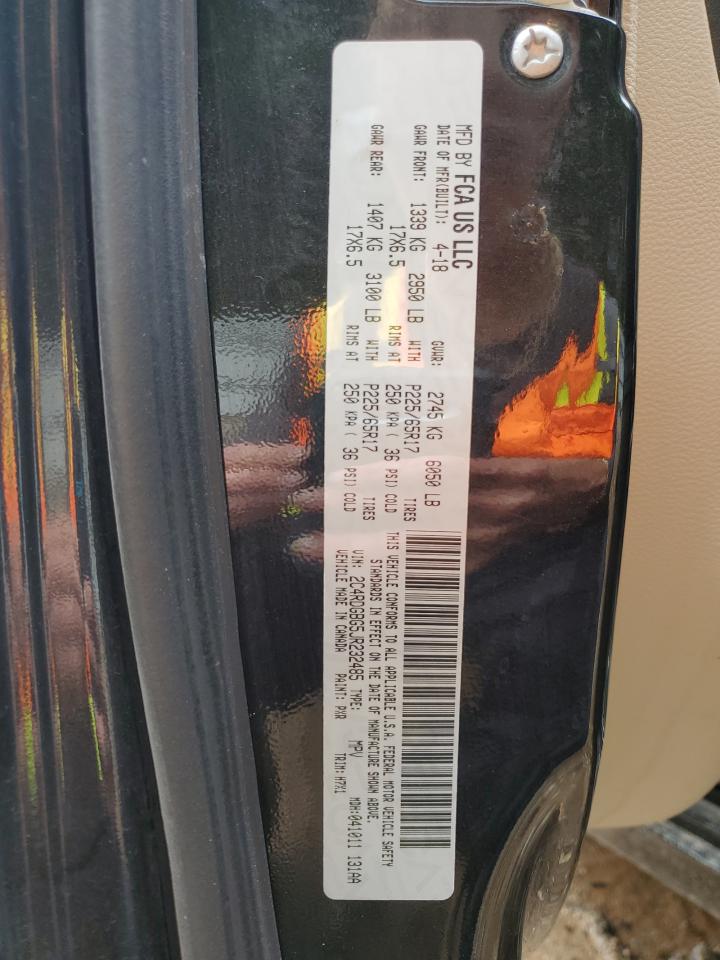 MFD BY FCA US LLC
DATE OF MFR(BUILT): 4-18 GVWR: 2745 KG 6050 LB
GAWR FRONT: 1339 KG 2950 LB WITH P225/65R17 TIRES
17X6.5 RIMS AT 250 KPA ( 36 PSI) COLD
GAWR REAR: 1407 KG 3100 LB WITH P225/65R17 TIRES
17X6.5 RIMS AT 250 KPA ( 36 PSI) COLD
THIS VEHICLE CONFORMS TO ALL APPLICABLE U.S.A. FEDERAL MOTOR VEHICLE SAFETY
STANDARDS IN EFFECT ON THE DATE OF MANUFACTURE SHOWN ABOVE.
VIN: 2C4RDGBG5JR232485 TYPE: MPV MDH:041011 131AA
VEHICLE MADE IN CANADA PAINT: PXR TRIM: H7X1